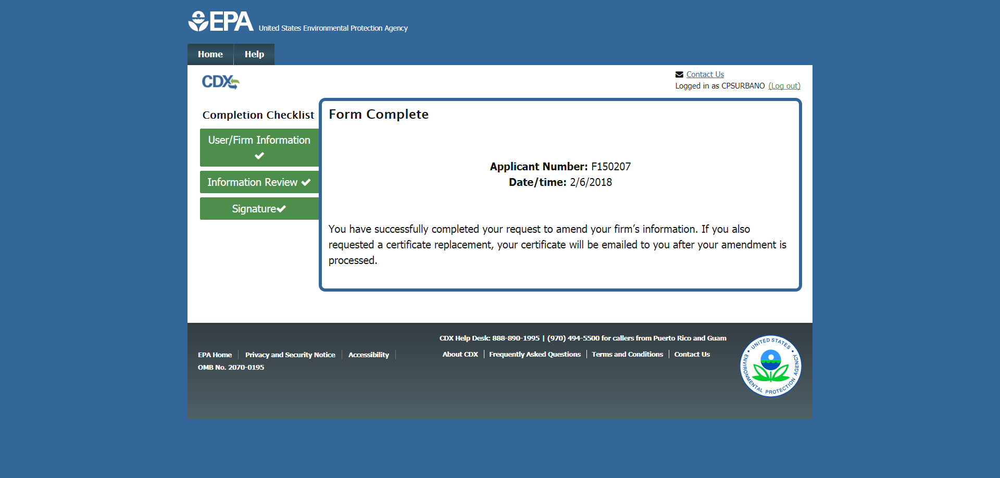 EPA United States Environmental Protection Agency
Home Help
CDX
Contact Us
Logged in as CPSURBANO (Log out)
Completion Checklist
User/Firm Information
Information Review
Signature
Form Complete
Applicant Number: F150207
Date/time: 2/6/2018
You have successfully completed your request to amend your firm’s information. If you also
requested a certificate replacement, your certificate will be emailed to you after your amendment is
processed.
CDX Help Desk: 888-890-1995 | (970) 494-5500 for callers from Puerto Rico and Guam
EPA Home Privacy and Security Notice Accessibility
About CDX Frequently Asked Questions Terms and Conditions Contact Us
OMB No. 2070-0195
UNITED STATES
ENVIRONMENTAL PROTECTION AGENCY